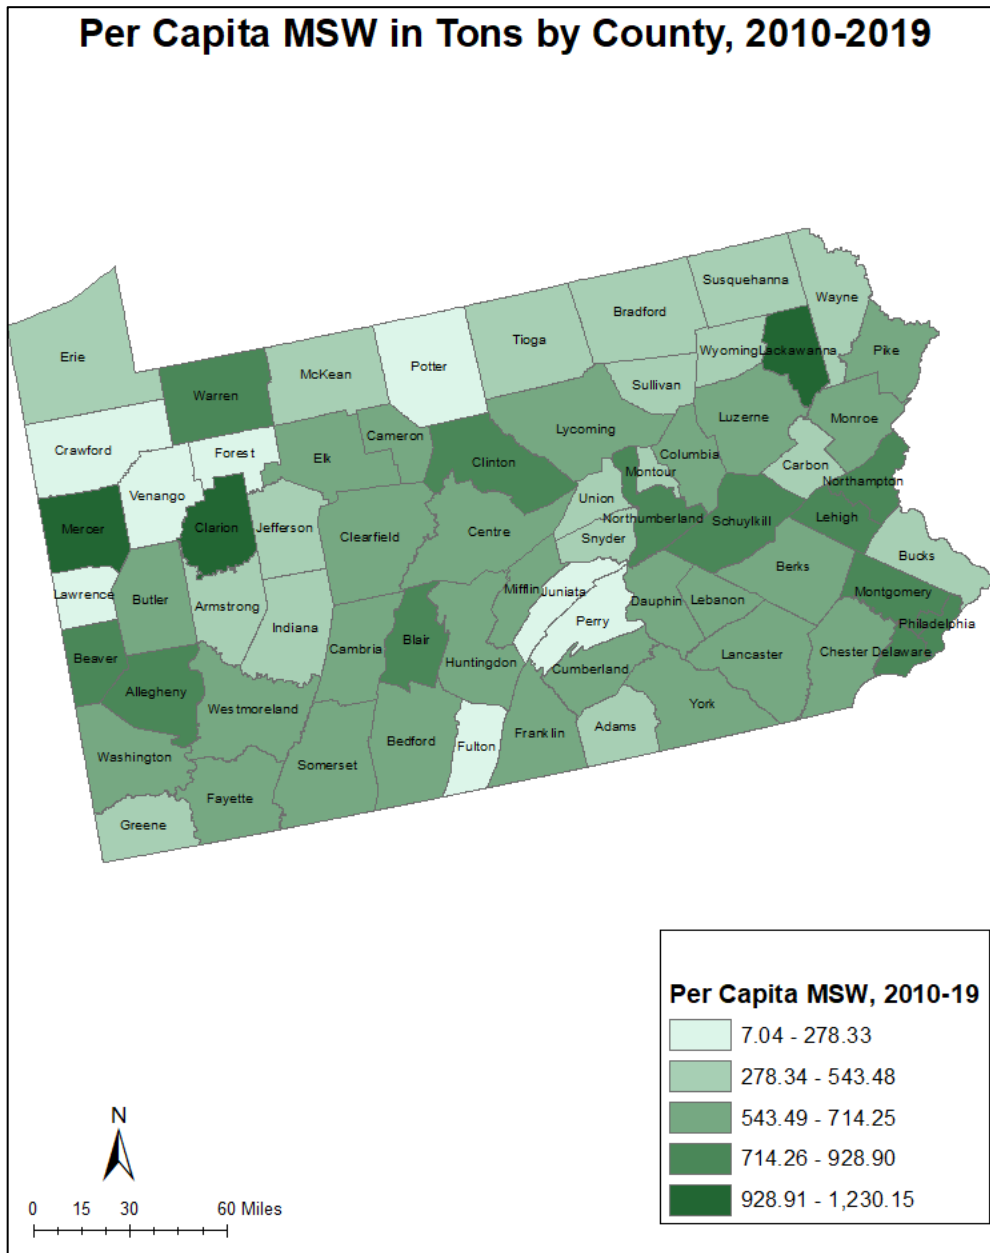 Per Capita MSW in Tons by County, 2010-2019
Susquehanna
Wayne
Bradford
Tioga
Erie
Wyoming
Lackawanna
Pike
McKean
Potter
Sullivan
Warren
Luzerne
Monroe
Lycoming
Cameron
Crawford
Forest
Elk
Columbia
Clinton
Montour
Carbon
Northampton
Venango
Union
Mercer
Clarion
Jefferson
Northumberland
Schuylkill
Lehigh
Clearfield
Centre
Snyder
Bucks
Berks
Lawrence
Butler
Armstrong
Mifflin
Juniata
Montgomery
Dauphin
Lebanon
Indiana
Perry
Philadelphia
Blair
Cambria
Beaver
Huntingdon
Cumberland
Lancaster
Chester
Delaware
Allegheny
Westmoreland
York
Bedford
Fulton
Franklin
Adams
Washington
Somerset
Fayette
Greene
Per Capita MSW, 2010-19
7.04 - 278.33
278.34 - 543.48
543.49 - 714.25
714.26 - 928.90
928.91 - 1,230.15
N
0 15 30 60 Miles